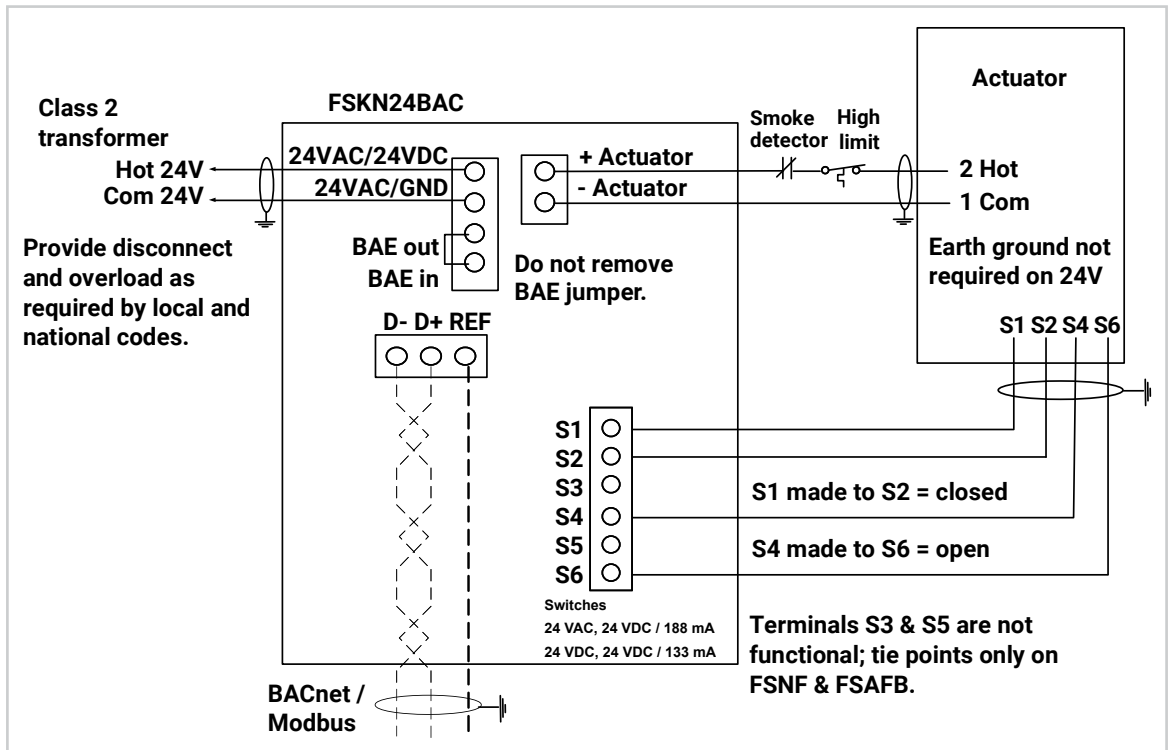 Class 2
transformer
Hot 24V
Com 24V
Provide disconnect
and overload as
required by local and
national codes.
FSKN24BAC
24VAC/24VDC
24VAC/GND
BAE out
BAE in
+ Actuator
- Actuator
Do not remove
BAE jumper.
Smoke
detector
High
limit
Actuator
2 Hot
1 Com
Earth ground not
required on 24V
S1 S2 S4 S6
D- D+ REF
S1
S2
S3
S4
S5
S6
S1 made to S2 = closed
S4 made to S6 = open
Switches
24 VAC, 24 VDC / 188 mA
24 VDC, 24 VDC / 133 mA
Terminals S3 & S5 are not
functional; tie points only on
FSNF & FSAFB.
BACnet /
Modbus